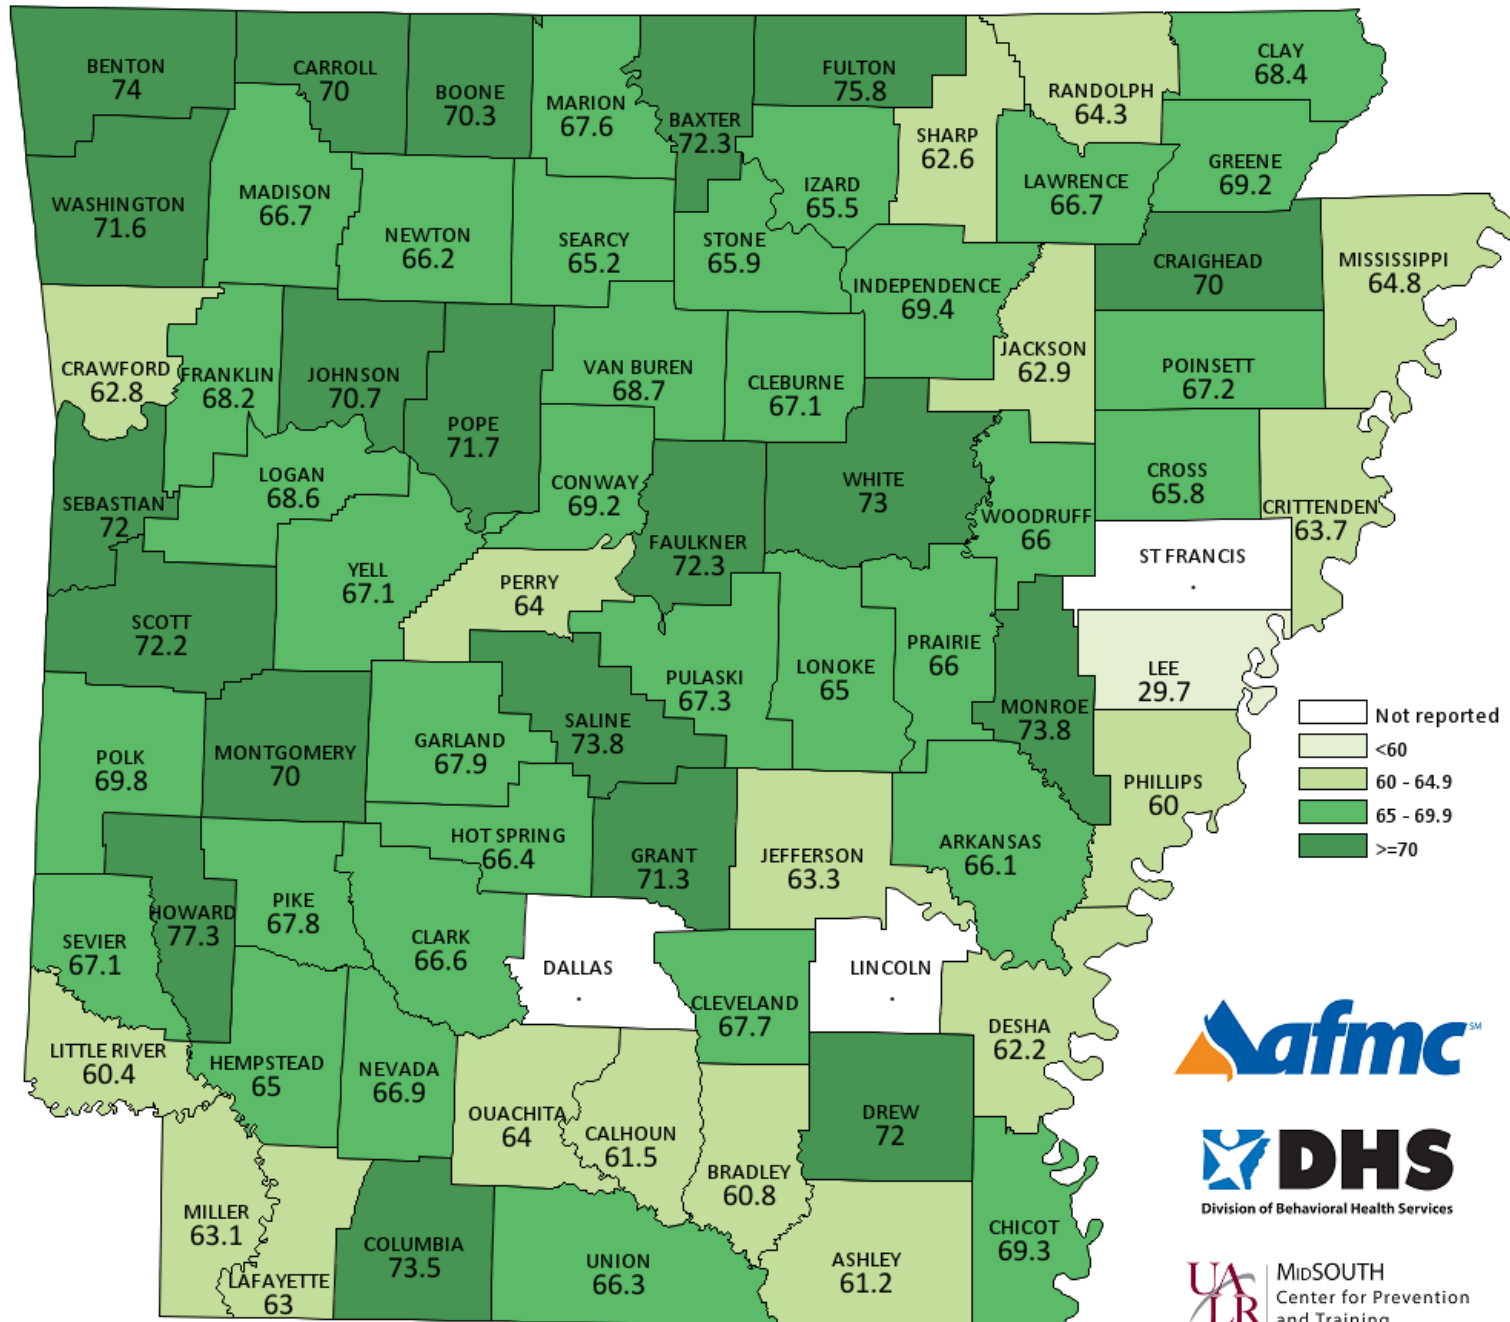 BENTON
74
CARROLL
70
BOONE
70.3
MARION
67.6
BAXTER
72.3
FULTON
75.8
SHARP
62.6
RANDOLPH
64.3
CLAY
68.4
WASHINGTON
71.6
MADISON
66.7
NEWTON
66.2
SEARCY
65.2
STONE
65.9
IZARD
65.5
LAWRENCE
66.7
GREENE
69.2
INDEPENDENCE
69.4
CRAIGHEAD
70
MISSISSIPPI
64.8
CRAWFORD
62.8
FRANKLIN
68.2
JOHNSON
70.7
POPE
71.7
VAN BUREN
68.7
CLEBURNE
67.1
JACKSON
62.9
POINSETT
67.2
SEBASTIAN
72
LOGAN
68.6
CONWAY
69.2
WHITE
73
WOODRUFF
66
CROSS
65.8
CRITTENDEN
63.7
SCOTT
72.2
YELL
67.1
PERRY
64
FAULKNER
72.3
ST FRANCIS
.
POLK
69.8
MONTGOMERY
70
GARLAND
67.9
SALINE
73.8
PULASKI
67.3
LONOKE
65
PRAIRIE
66
MONROE
73.8
LEE
29.7
PHILLIPS
60
Not reported
<60
60 - 64.9
65 - 69.9
>=70
HOWARD
77.3
PIKE
67.8
HOT SPRING
66.4
GRANT
71.3
JEFFERSON
63.3
ARKANSAS
66.1
SEVIER
67.1
CLARK
66.6
DALLAS
.
CLEVELAND
67.7
LINCOLN
.
DESHA
62.2
LITTLE RIVER
60.4
HEMPSTEAD
65
NEVADA
66.9
OUACHITA
64
CALHOUN
61.5
BRADLEY
60.8
DREW
72
MILLER
63.1
LAFAYETTE
63
COLUMBIA
73.5
UNION
66.3
ASHLEY
61.2
CHICOT
69.3
afmc SM
DHS
Division of Behavioral Health Services
UALR
MIDSOUTH
Center for Prevention
and Training